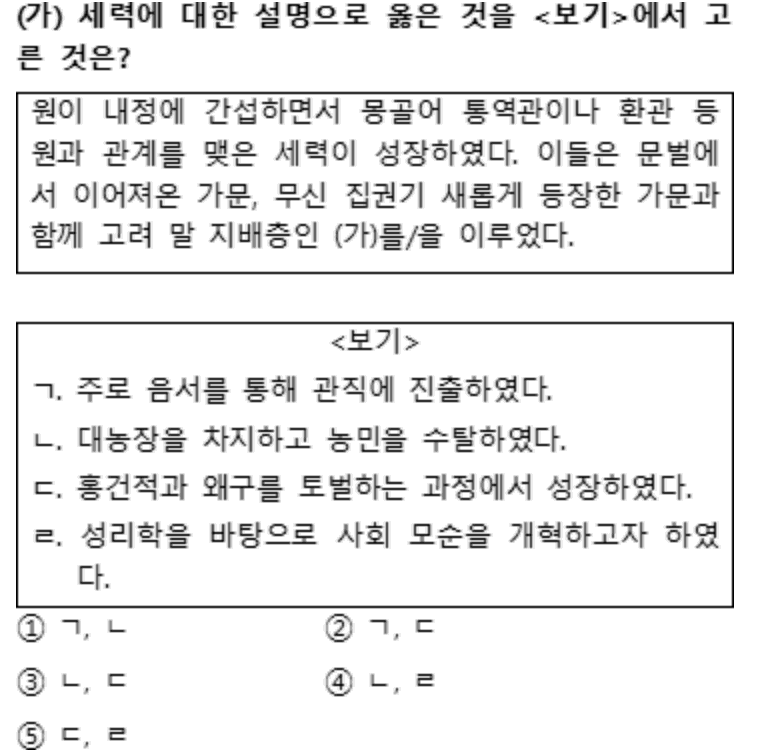 (가) 세력에 대한 설명으로 옳은 것을 <보기>에서 고
른 것은?
원이 내정에 간섭하면서 몽골어 통역관이나 환관 등
원과 관계를 맺은 세력이 성장하였다. 이들은 문벌에
서 이어져온 가문, 무신 집권기 새롭게 등장한 가문과
함께 고려 말 지배층인 (가)를/을 이루었다.
<보기>
ㄱ. 주로 음서를 통해 관직에 진출하였다.
ㄴ. 대농장을 차지하고 농민을 수탈하였다.
ㄷ. 홍건적과 왜구를 토벌하는 과정에서 성장하였다.
ㄹ. 성리학을 바탕으로 사회 모순을 개혁하고자 하였
다.
① ㄱ, ㄴ ② ㄱ, ㄷ
③ ㄴ, ㄷ ④ ㄴ, ㄹ
⑤ ㄷ, ㄹ